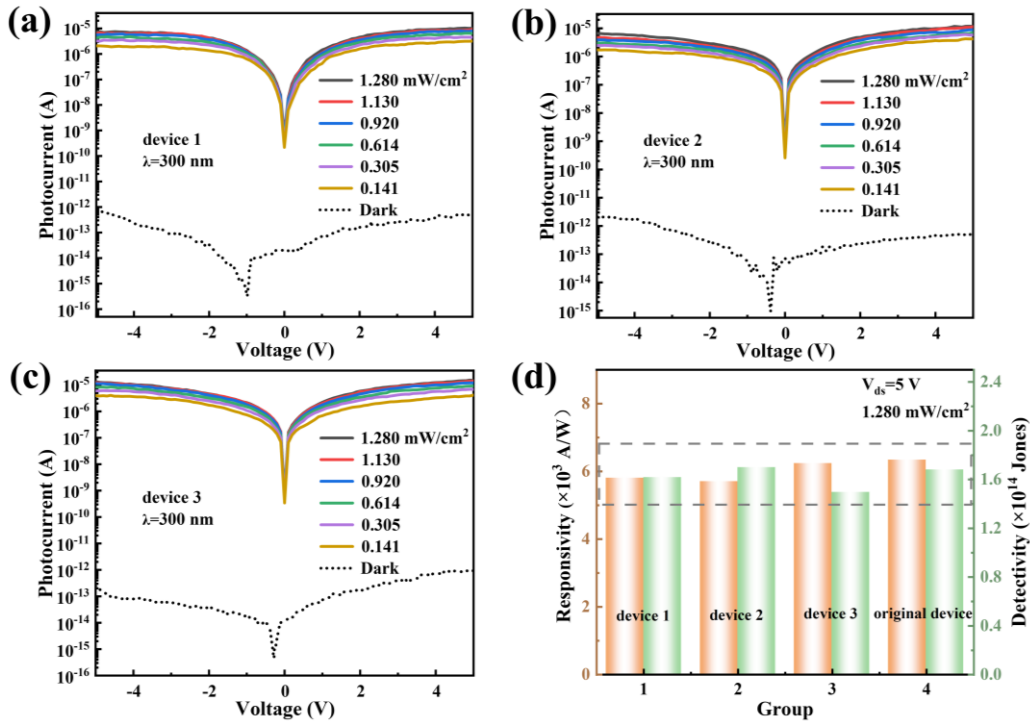 (a)
Photocurrent (A)
10⁻⁵
10⁻⁶
10⁻⁷
10⁻⁸
10⁻⁹
10⁻¹⁰
10⁻¹¹
10⁻¹²
10⁻¹³
10⁻¹⁴
10⁻¹⁵
10⁻¹⁶
device 1
λ=300 nm
1.280 mW/cm²
1.130
0.920
0.614
0.305
0.141
Dark
-4 -2 0 2 4
Voltage (V)
(b)
Photocurrent (A)
10⁻⁵
10⁻⁶
10⁻⁷
10⁻⁸
10⁻⁹
10⁻¹⁰
10⁻¹¹
10⁻¹²
10⁻¹³
10⁻¹⁴
10⁻¹⁵
device 2
λ=300 nm
1.280 mW/cm²
1.130
0.920
0.614
0.305
0.141
Dark
-4 -2 0 2 4
Voltage (V)
(c)
Photocurrent (A)
10⁻⁵
10⁻⁶
10⁻⁷
10⁻⁸
10⁻⁹
10⁻¹⁰
10⁻¹¹
10⁻¹²
10⁻¹³
10⁻¹⁴
10⁻¹⁵
10⁻¹⁶
device 3
λ=300 nm
1.280 mW/cm²
1.130
0.920
0.614
0.305
0.141
Dark
-4 -2 0 2 4
Voltage (V)
(d)
Responsivity (×10³ A/W)
8
6
4
2
0
V_ds=5 V
1.280 mW/cm²
device 1 device 2 device 3 original device
2.4
2.0
1.6
1.2
0.8
0.4
0.0
Detectivity (×10¹⁴ Jones)
1 2 3 4
Group